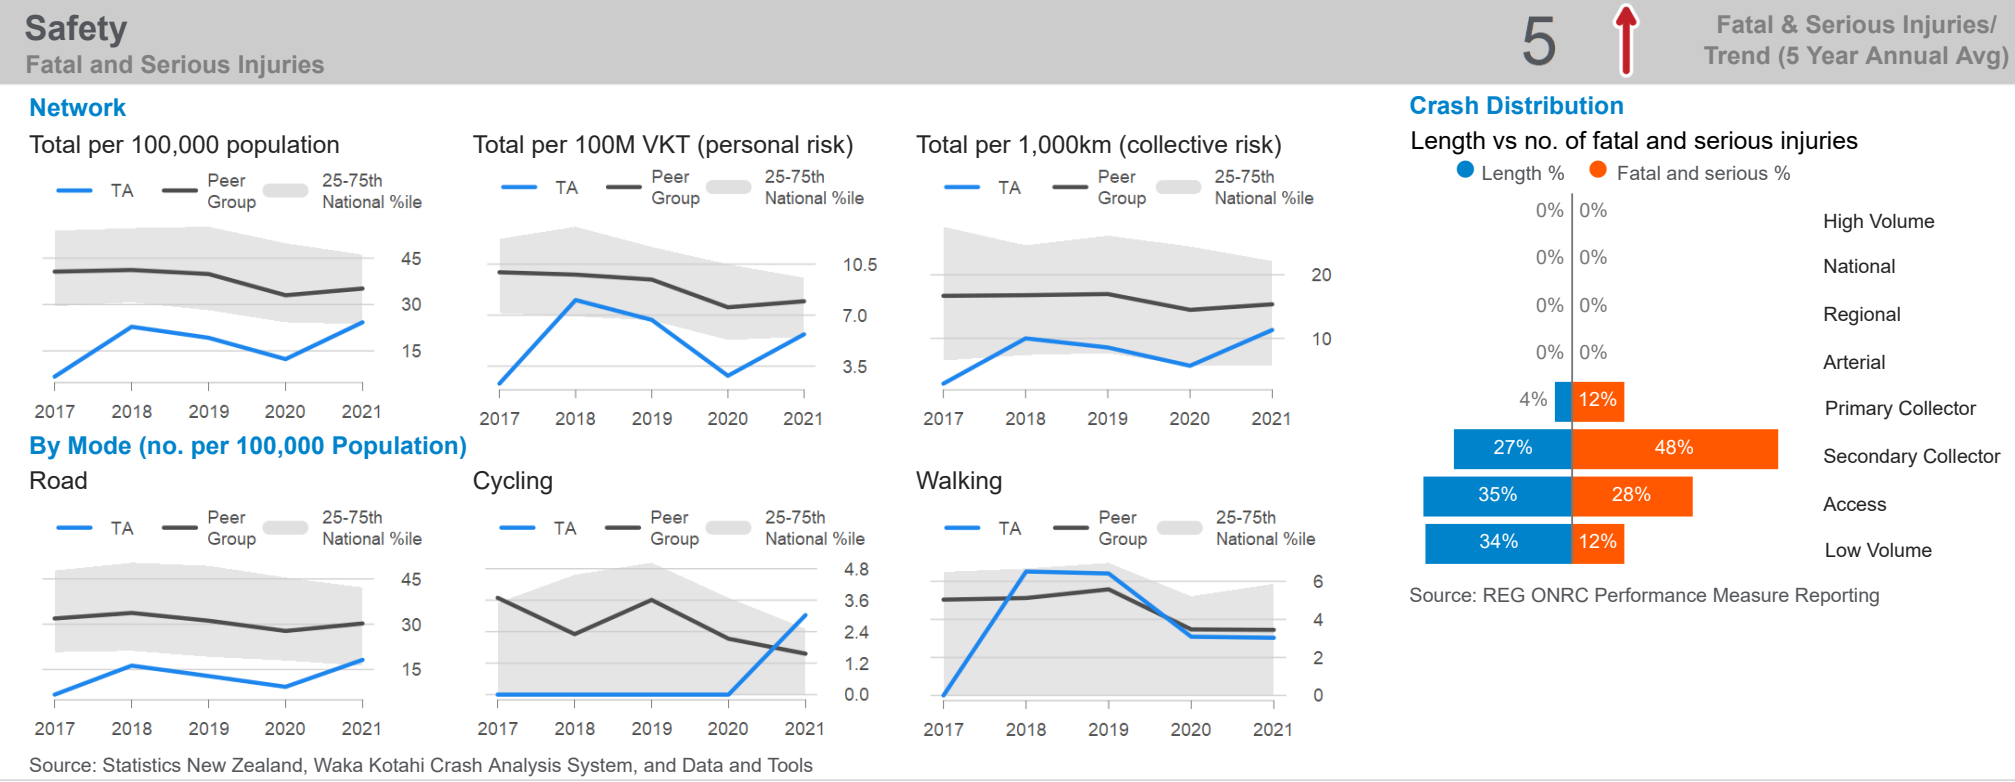 Safety
Fatal and Serious Injuries
5
Fatal & Serious Injuries/
Trend (5 Year Annual Avg)
Network
Total per 100,000 population
TA
Peer
Group
25-75th
National %ile
45
30
15
2017 2018 2019 2020 2021
Total per 100M VKT (personal risk)
TA
Peer
Group
25-75th
National %ile
10.5
7.0
3.5
2017 2018 2019 2020 2021
Total per 1,000km (collective risk)
TA
Peer
Group
25-75th
National %ile
20
10
2017 2018 2019 2020 2021
By Mode (no. per 100,000 Population)
Road
TA
Peer
Group
25-75th
National %ile
45
30
15
2017 2018 2019 2020 2021
Cycling
TA
Peer
Group
25-75th
National %ile
4.8
3.6
2.4
1.2
0.0
2017 2018 2019 2020 2021
Walking
TA
Peer
Group
25-75th
National %ile
6
4
2
0
2017 2018 2019 2020 2021
Source: Statistics New Zealand, Waka Kotahi Crash Analysis System, and Data and Tools
Crash Distribution
Length vs no. of fatal and serious injuries
Length % Fatal and serious %
0% 0% High Volume
0% 0% National
0% 0% Regional
0% 0% Arterial
4% 12% Primary Collector
27% 48% Secondary Collector
35% 28% Access
34% 12% Low Volume
Source: REG ONRC Performance Measure Reporting